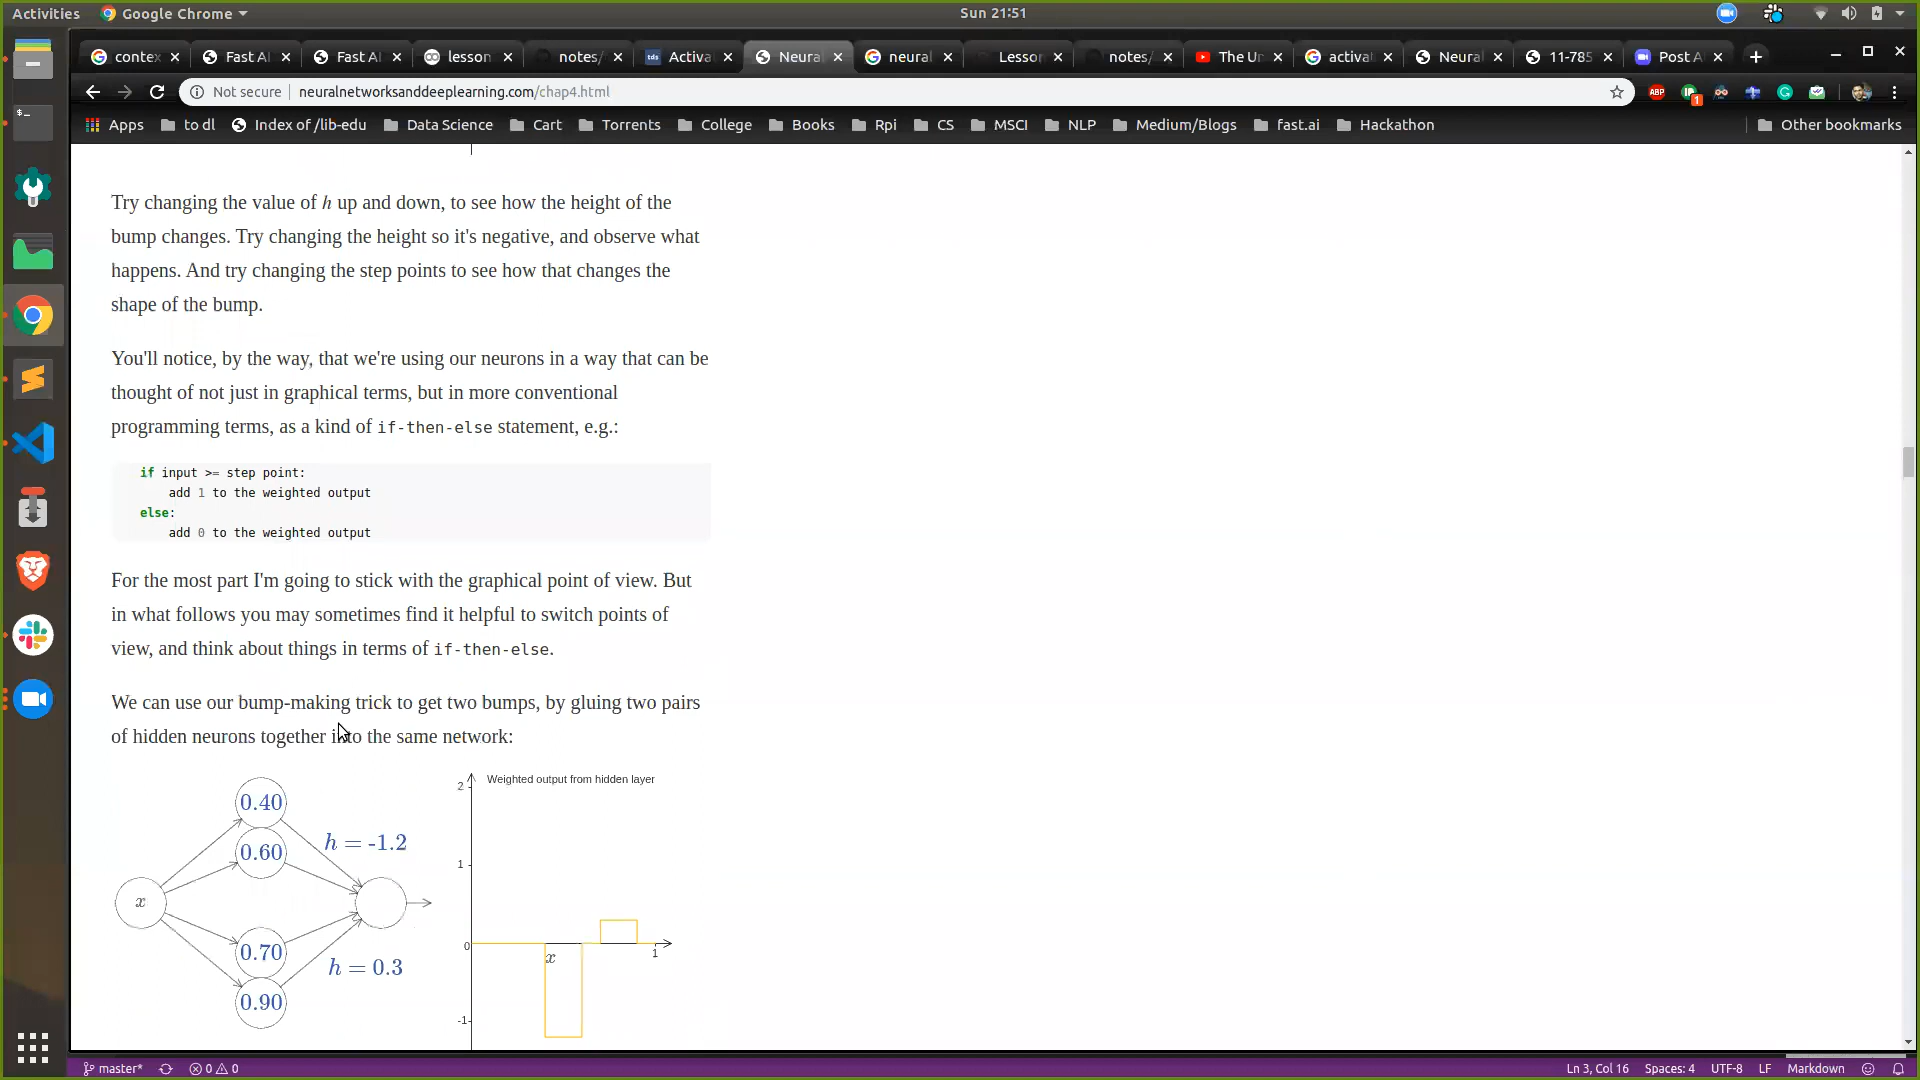 Activities
Google Chrome
Sun 21:51
contex
Fast AI
Fast AI
lesson
notes/
tds
Activa
Neural
neural
Lesson
notes/
The Un
activat
Neural
11-785
Post A
Not secure
neuralnetworksanddeeplearning.com/chap4.html
ABP
1
Apps
to dl
Index of /lib-edu
Data Science
Cart
Torrents
College
Books
Rpi
CS
MSCI
NLP
Medium/Blogs
fast.ai
Hackathon
Other bookmarks
Try changing the value of h up and down, to see how the height of the
bump changes. Try changing the height so it's negative, and observe what
happens. And try changing the step points to see how that changes the
shape of the bump.
You'll notice, by the way, that we're using our neurons in a way that can be
thought of not just in graphical terms, but in more conventional
programming terms, as a kind of if-then-else statement, e.g.:
if input >= step point:
add 1 to the weighted output
else:
add 0 to the weighted output
For the most part I'm going to stick with the graphical point of view. But
in what follows you may sometimes find it helpful to switch points of
view, and think about things in terms of if-then-else.
We can use our bump-making trick to get two bumps, by gluing two pairs
of hidden neurons together into the same network:
0.40
0.60
h = -1.2
x
0.70
h = 0.3
0.90
Weighted output from hidden layer
2
1
0
x
1
-1
master*
0
0
Ln 3, Col 16
Spaces: 4
UTF-8
LF
Markdown